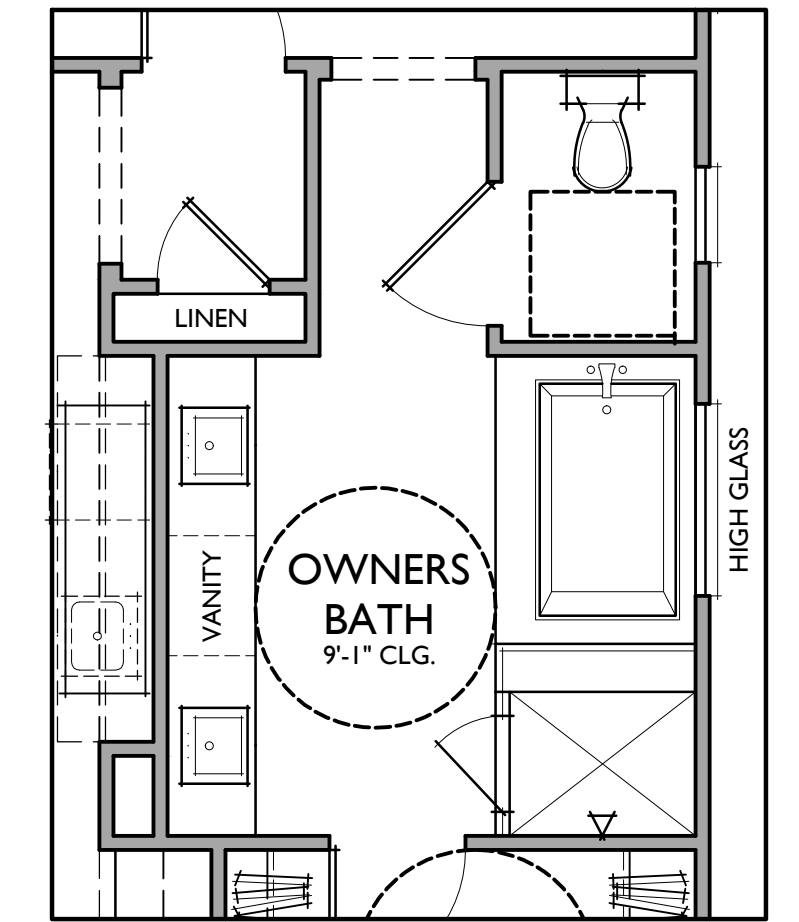 LINEN
HIGH GLASS
VANITY
OWNERS
BATH
9'-1" CLG.